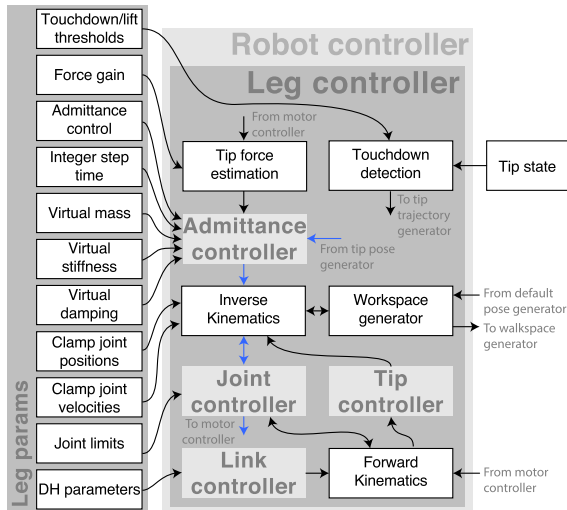 Touchdown/lift
thresholds
Force gain
Admittance
control
Integer step
time
Virtual mass
Virtual
stiffness
Virtual
damping
Clamp joint
positions
Clamp joint
velocities
Joint limits
DH parameters
Leg params
Robot controller
Leg controller
From motor
controller
Tip force
estimation
Touchdown
detection
Tip state
To tip
trajectory
generator
Admittance
controller
From tip pose
generator
Inverse
Kinematics
Workspace
generator
From default
pose generator
To walkspace
generator
Joint
controller
Tip
controller
To motor
controller
Link
controller
Forward
Kinematics
From motor
controller